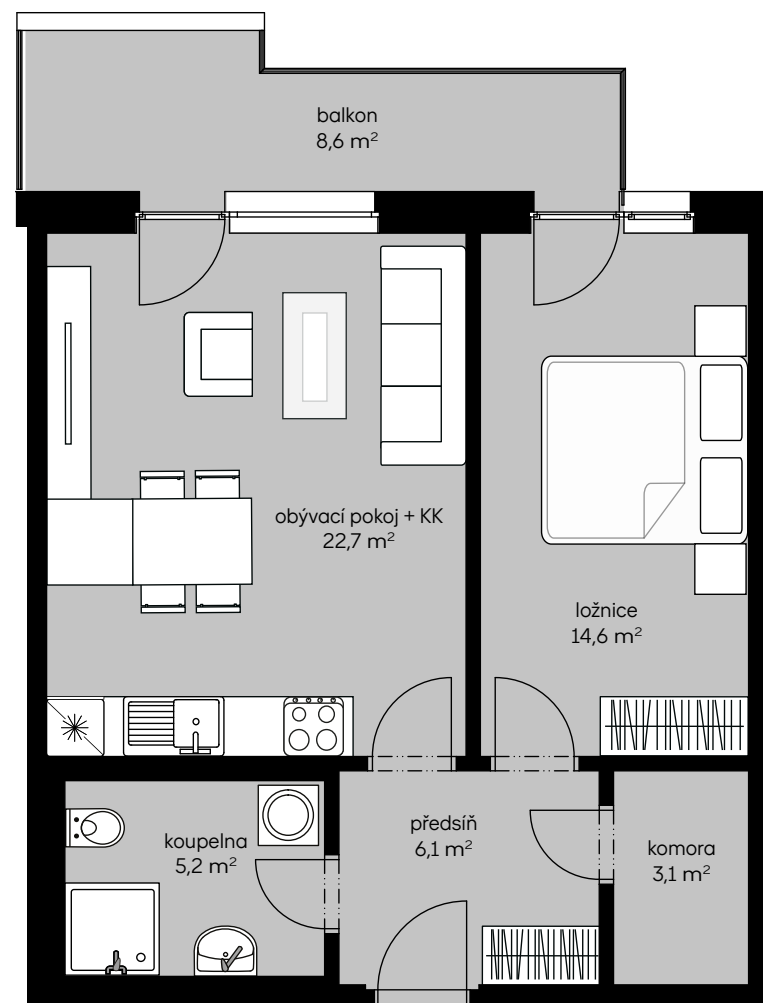 balkon
8,6 m²
obývací pokoj + KK
22,7 m²
ložnice
14,6 m²
koupelna
5,2 m²
předsíň
6,1 m²
komora
3,1 m²